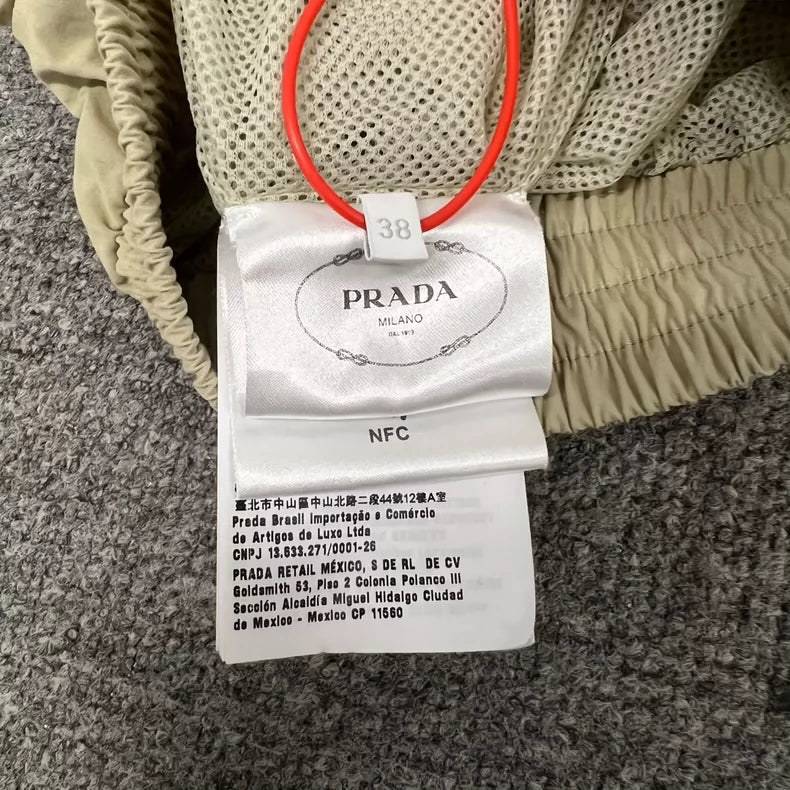 38
PRADA
MILANO
DAL 1913
NFC
臺北市中山區中山北路二段44號12樓A室
Prada Brasil Importação e Comércio
de Artigos de Luxo Ltda
CNPJ 13.633.271/0001-26
PRADA RETAIL MÉXICO, S DE RL DE CV
Goldsmith 53, Piso 2 Colonia Polanco III
Sección Alcaldía Miguel Hidalgo Ciudad
de Mexico - Mexico CP 11560